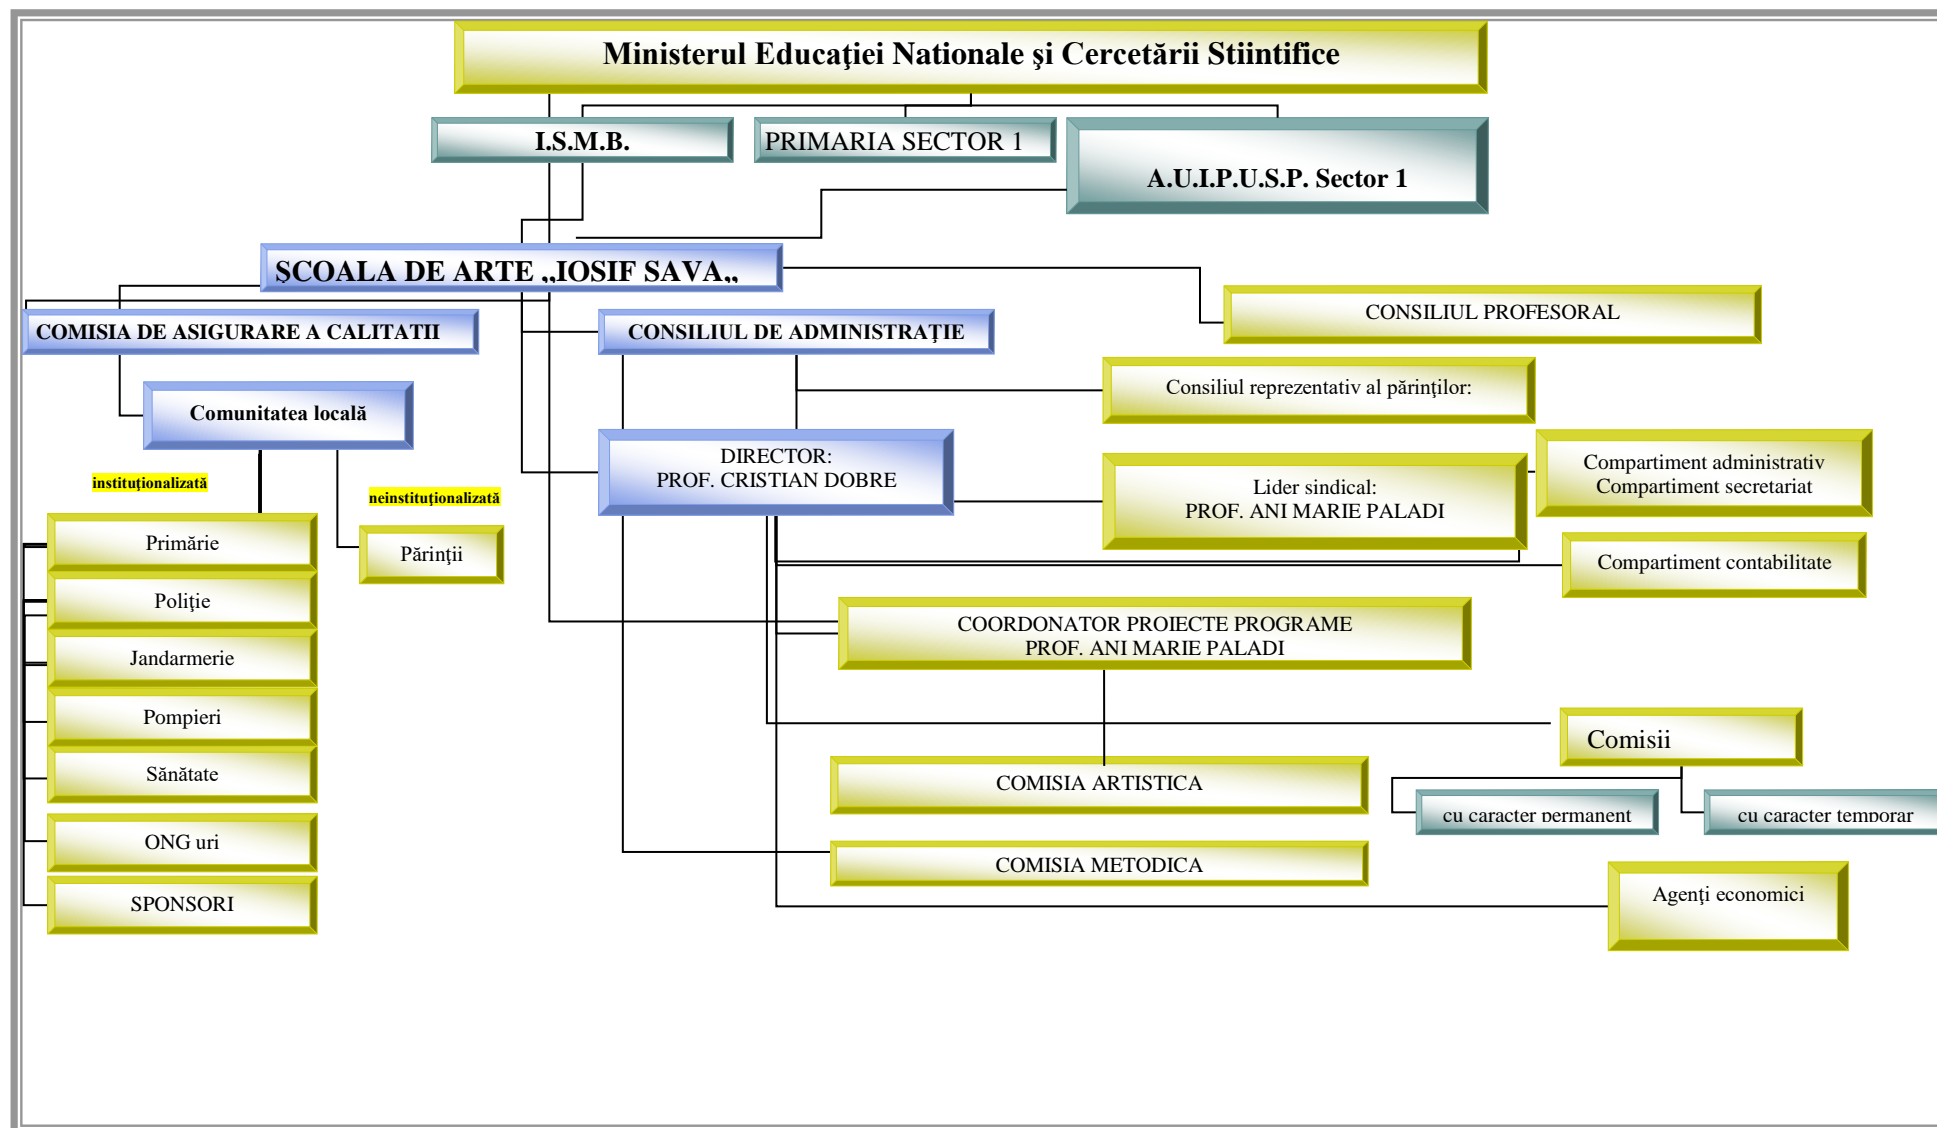 Ministerul Educaţiei Nationale şi Cercetării Stiintifice
I.S.M.B.
PRIMARIA SECTOR 1
A.U.I.P.U.S.P. Sector 1
ŞCOALA DE ARTE „IOSIF SAVA„
CONSILIUL PROFESORAL
COMISIA DE ASIGURARE A CALITATII
CONSILIUL DE ADMINISTRAŢIE
Consiliul reprezentativ al părinţilor:
Comunitatea locală
DIRECTOR:
PROF. CRISTIAN DOBRE
Lider sindical:
PROF. ANI MARIE PALADI
Compartiment administrativ
Compartiment secretariat
instituţionalizată
neinstituţionalizată
Primărie
Părinţii
Compartiment contabilitate
Poliţie
COORDONATOR PROIECTE PROGRAME
PROF. ANI MARIE PALADI
Jandarmerie
Pompieri
Comisii
Sănătate
COMISIA ARTISTICA
cu caracter permanent
cu caracter temporar
ONG uri
COMISIA METODICA
SPONSORI
Agenţi economici